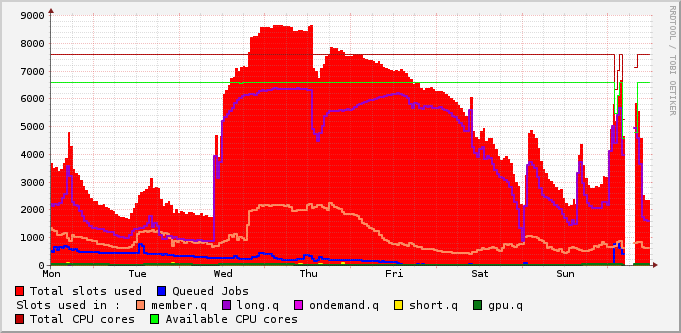 RRDTOOL / TOBI OETIKER
9000
8000
7000
6000
5000
4000
3000
2000
1000
0
Mon Tue Wed Thu Fri Sat Sun
Total slots used Queued Jobs
Slots used in : member.q long.q ondemand.q short.q gpu.q
Total CPU cores Available CPU cores